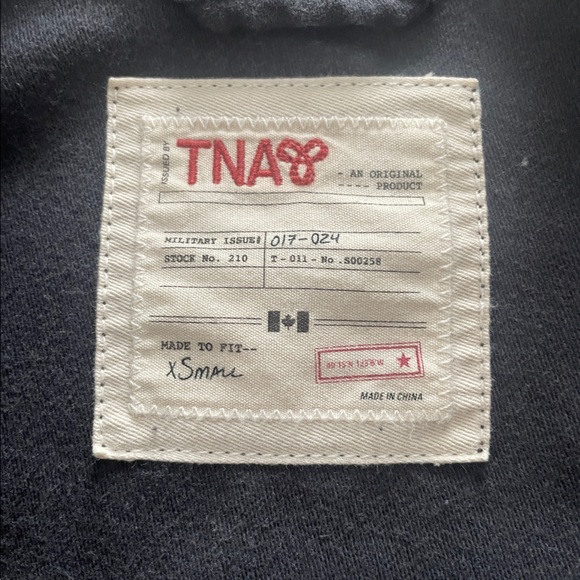 ISSUED BY
TNA
- AN ORIGINAL
---- PRODUCT
MILITARY ISSUE# 017-024
STOCK No. 210 T-011-No.S00258
MADE TO FIT--
XSMALL
MADE IN CHINA